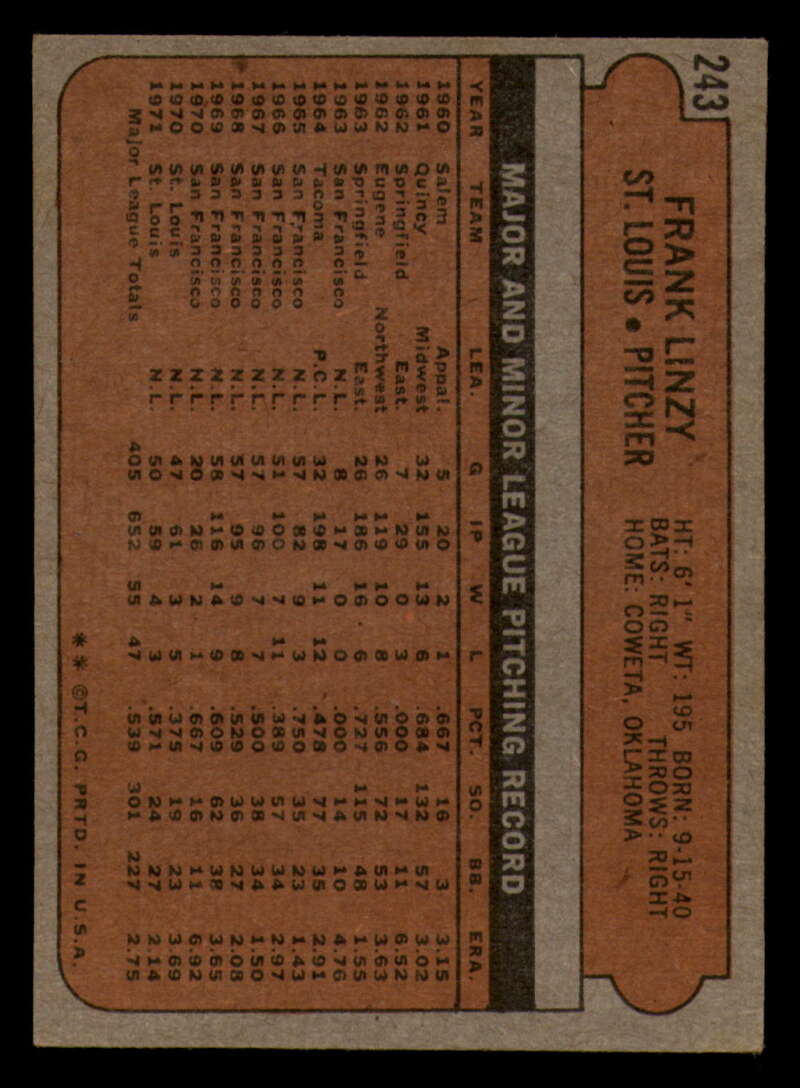 243
FRANK LINZY
ST. LOUIS • PITCHER
HT: 6' 1" WT: 195 BORN: 9-15-40
BATS: RIGHT THROWS: RIGHT
HOME: COWETA, OKLAHOMA
MAJOR AND MINOR LEAGUE PITCHING RECORD
YEAR TEAM LEA. G IP W L PCT. SO. BB. ERA.
1960 Salem Appal. 5 20 2 1 .667 16 3 3.15
1961 Quincy Midwest 32 155 13 6 .684 132 57 3.02
1962 Springfield East. 7 29 0 3 .000 17 11 6.52
1962 Eugene Northwest 26 119 10 8 .556 72 53 3.63
1963 Springfield East. 26 186 16 6 .727 115 48 1.55
1963 San Francisco N.L. 8 17 0 0 .000 14 10 4.76
1964 Tacoma P.C.L. 32 198 11 12 .478 77 35 2.91
1965 San Francisco N.L. 57 82 9 3 .750 35 23 1.43
1966 San Francisco N.L. 51 100 7 11 .389 57 34 2.97
1967 San Francisco N.L. 57 96 7 7 .500 38 34 1.50
1968 San Francisco N.L. 57 95 9 8 .529 36 27 2.08
1969 San Francisco N.L. 58 116 14 9 .609 62 38 3.65
1970 San Francisco N.L. 20 26 2 1 .667 16 11 6.92
1970 St. Louis N.L. 47 61 3 5 .375 19 23 3.69
1971 St. Louis N.L. 50 59 4 3 .571 24 27 2.14
Major League Totals 405 652 55 47 .539 301 227 2.75
** ©T.C.G. PRTD. IN U.S.A.